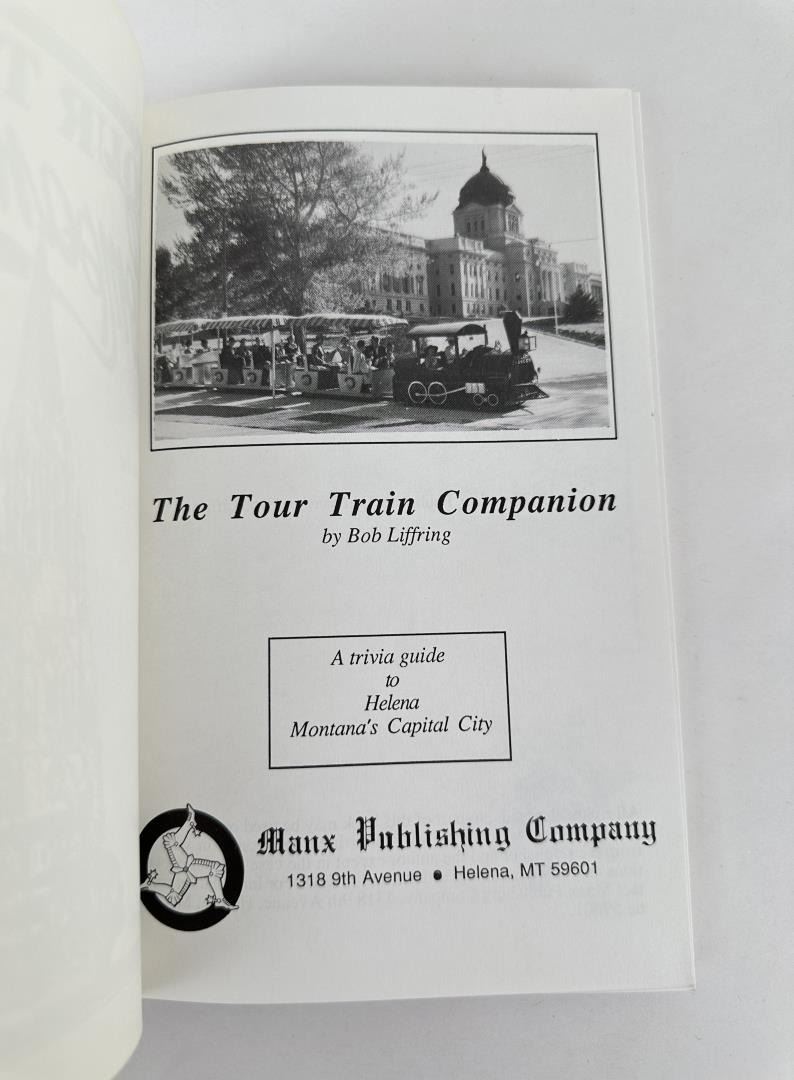 The Tour Train Companion
by Bob Liffring
A trivia guide
to
Helena
Montana's Capital City
Manx Publishing Company
1318 9th Avenue ● Helena, MT 59601